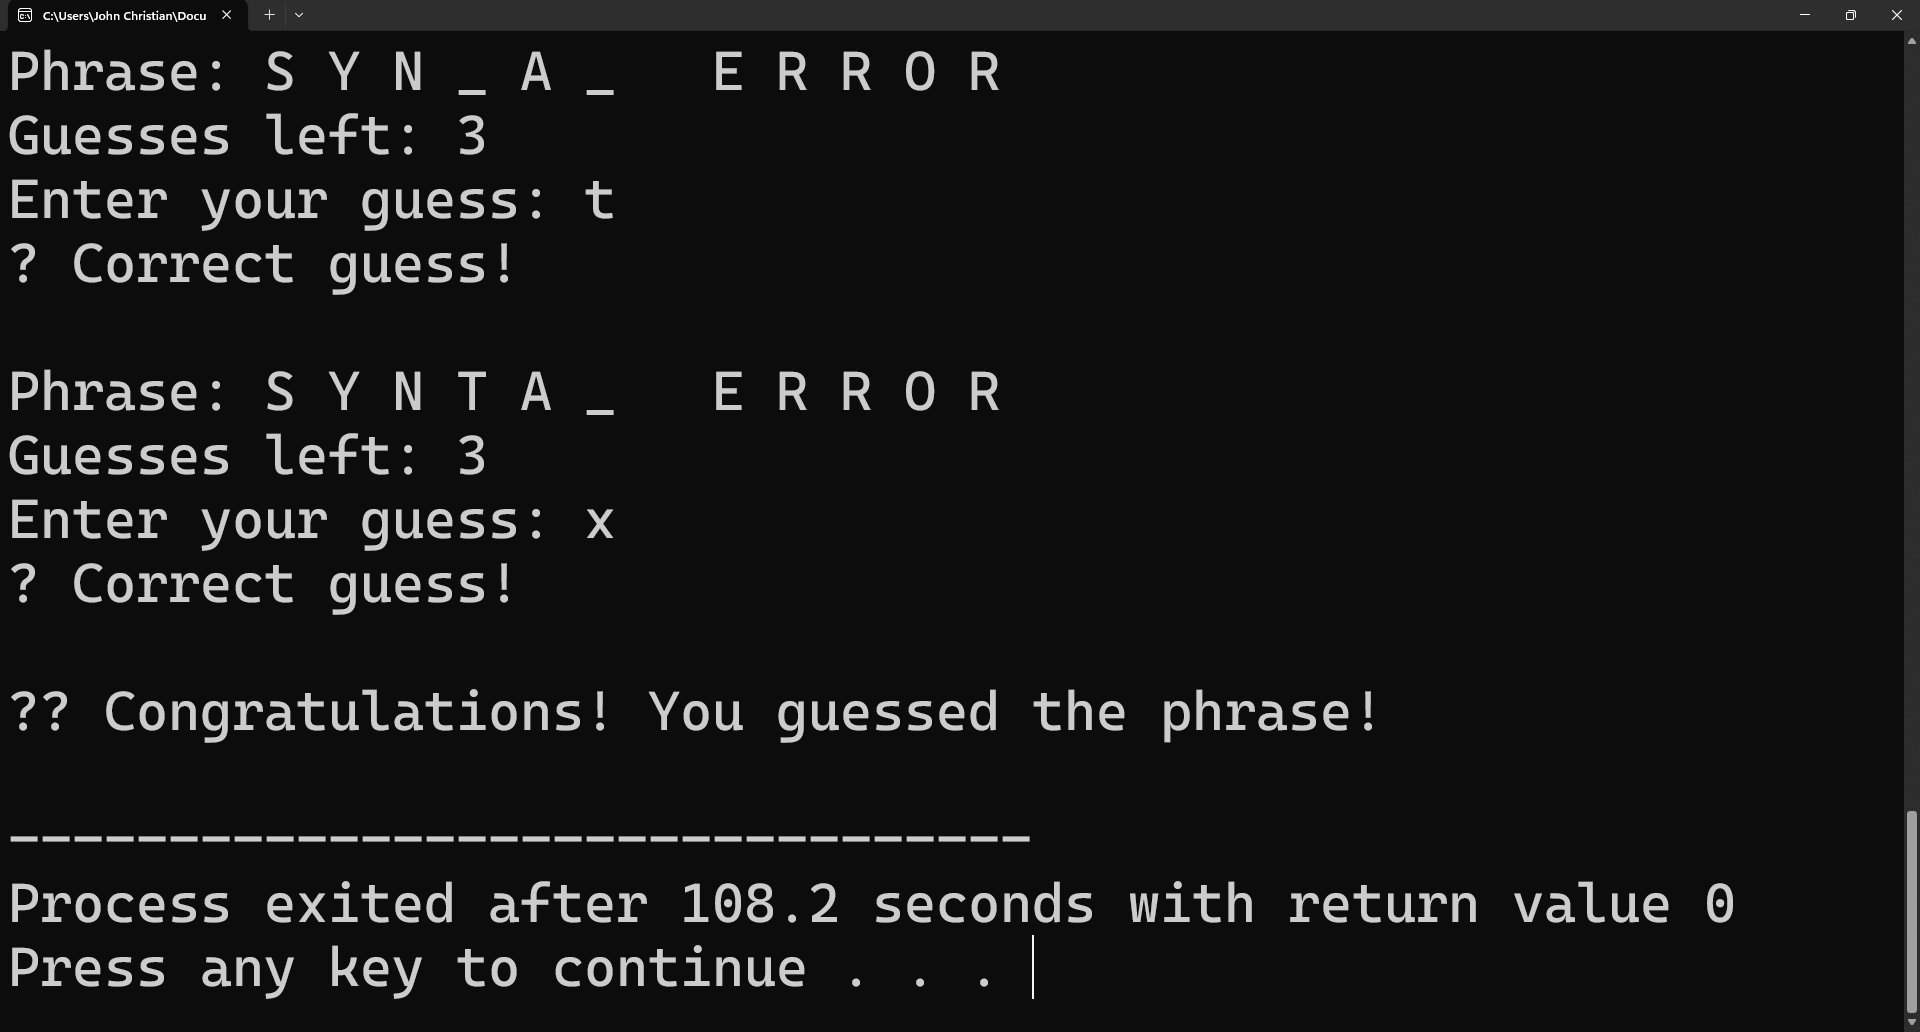 C:\Users\John Christian\Docu
Phrase: S Y N _ A _   E R R O R
Guesses left: 3
Enter your guess: t
? Correct guess!
Phrase: S Y N T A _   E R R O R
Guesses left: 3
Enter your guess: x
? Correct guess!
?? Congratulations! You guessed the phrase!
--------------------------------
Process exited after 108.2 seconds with return value 0
Press any key to continue . . .